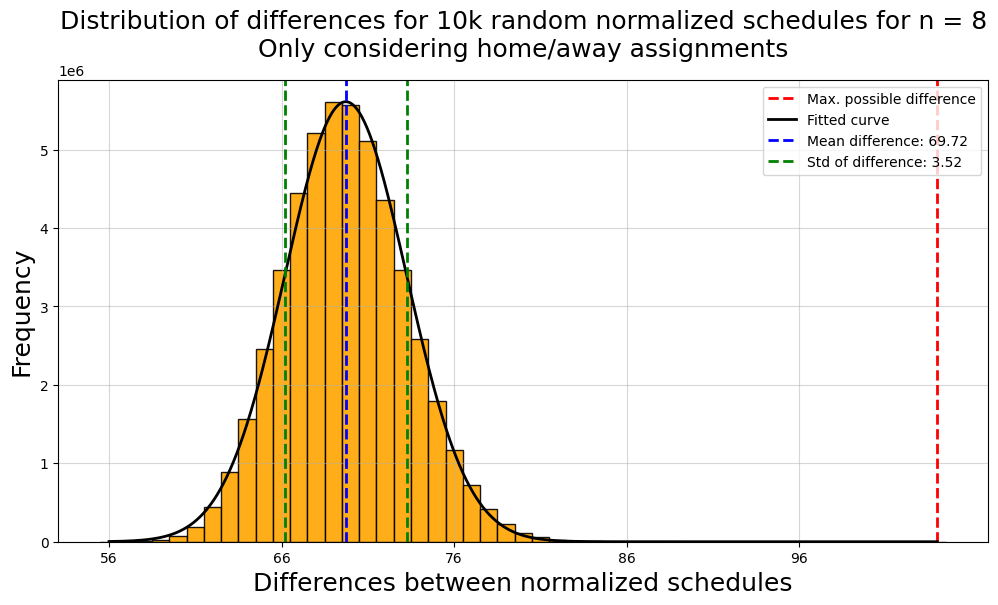 Distribution of differences for 10k random normalized schedules for n = 8
Only considering home/away assignments
1e6
Max. possible difference
Fitted curve
Mean difference: 69.72
Std of difference: 3.52
5
4
3
2
1
0
Frequency
56 66 76 86 96
Differences between normalized schedules